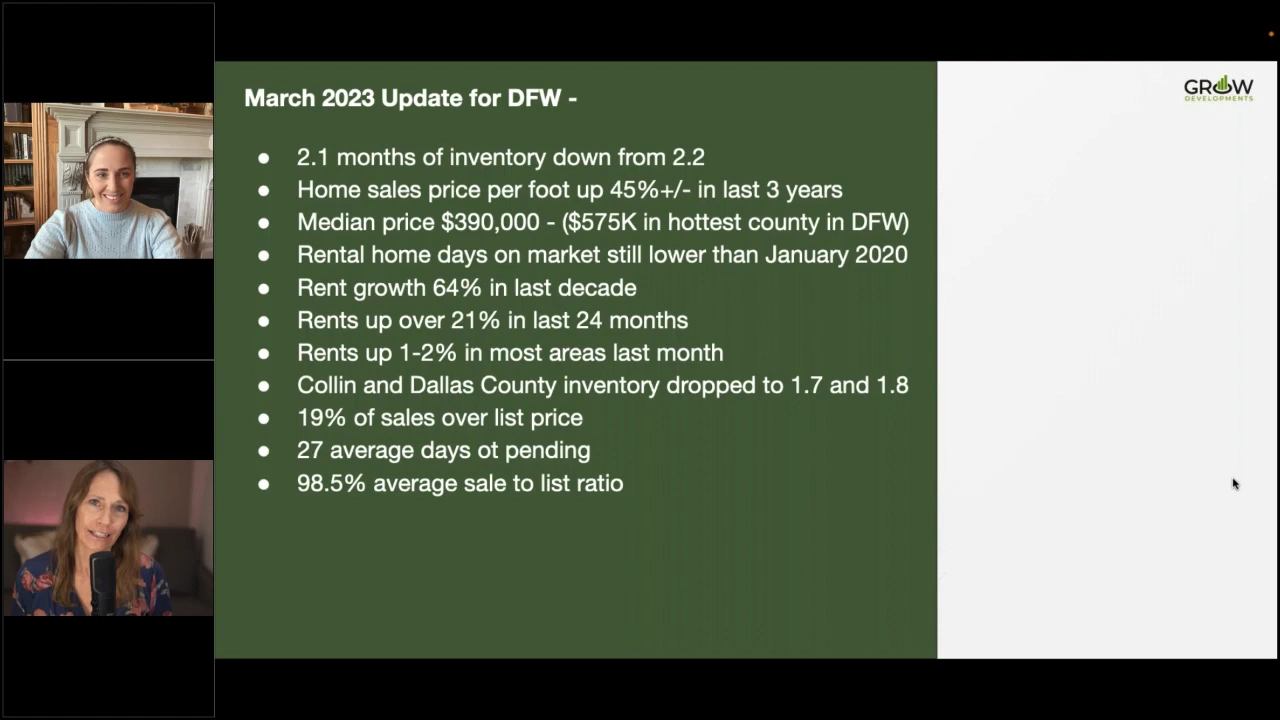 March 2023 Update for DFW -
● 2.1 months of inventory down from 2.2
● Home sales price per foot up 45%+/- in last 3 years
● Median price $390,000 - ($575K in hottest county in DFW)
● Rental home days on market still lower than January 2020
● Rent growth 64% in last decade
● Rents up over 21% in last 24 months
● Rents up 1-2% in most areas last month
● Collin and Dallas County inventory dropped to 1.7 and 1.8
● 19% of sales over list price
● 27 average days ot pending
● 98.5% average sale to list ratio
GROW
DEVELOPMENTS